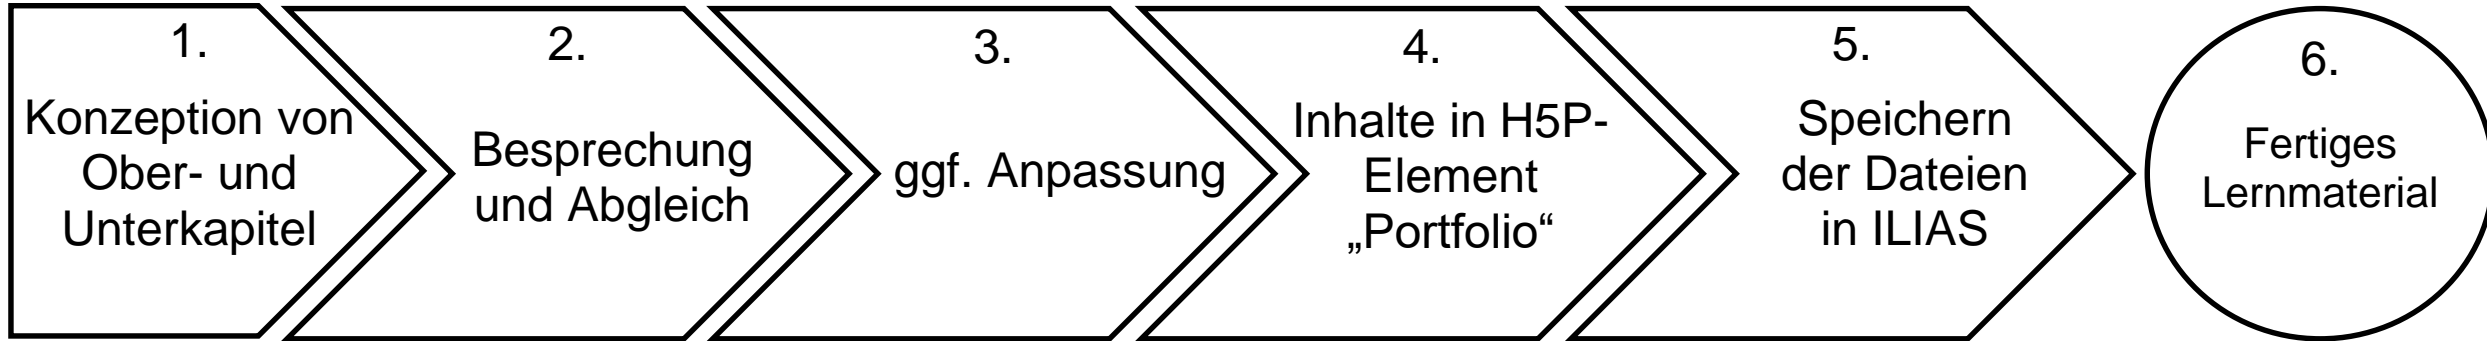 1.
Konzeption von
Ober- und
Unterkapitel
2.
Besprechung
und Abgleich
3.
ggf. Anpassung
4.
Inhalte in H5P-
Element
„Portfolio“
5.
Speichern
der Dateien
in ILIAS
6.
Fertiges
Lernmaterial